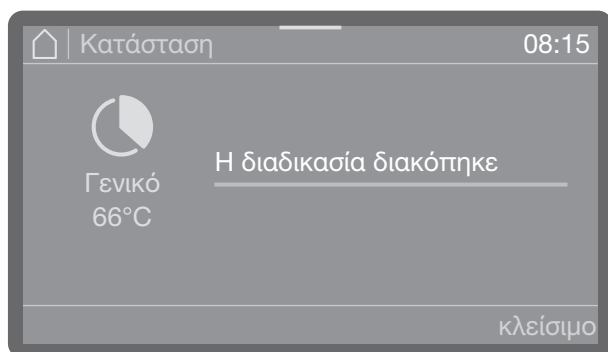 Κατάσταση 08:15
Η διαδικασία διακόπηκε
Γενικό
66°C
κλείσιμο